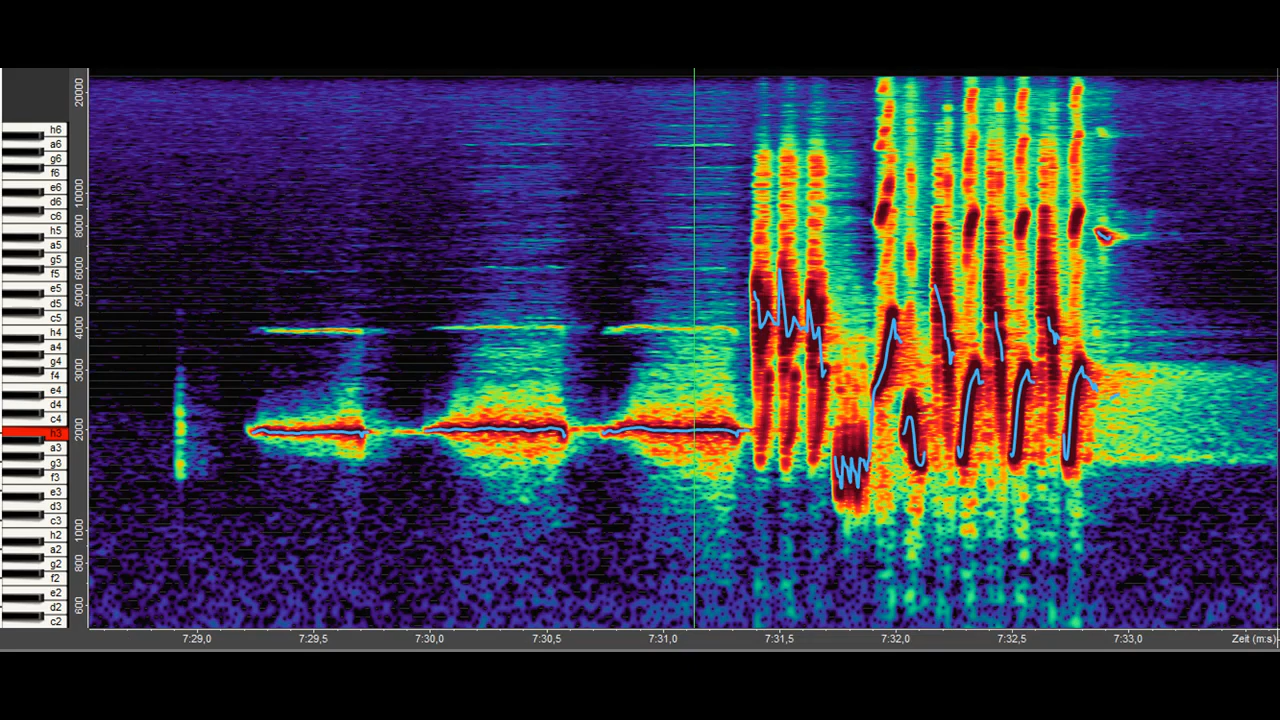 20000
10000
8000
6000
5000
4000
3000
2000
1000
800
600
h6
a6
g6
f6
e6
d6
c6
h5
a5
g5
f5
e5
d5
c5
h4
a4
g4
f4
e4
d4
c4
h3
a3
g3
f3
e3
d3
c3
h2
a2
g2
f2
e2
d2
c2
7:29,0 7:29,5 7:30,0 7:30,5 7:31,0 7:31,5 7:32,0 7:32,5 7:33,0 Zeit (m:s)